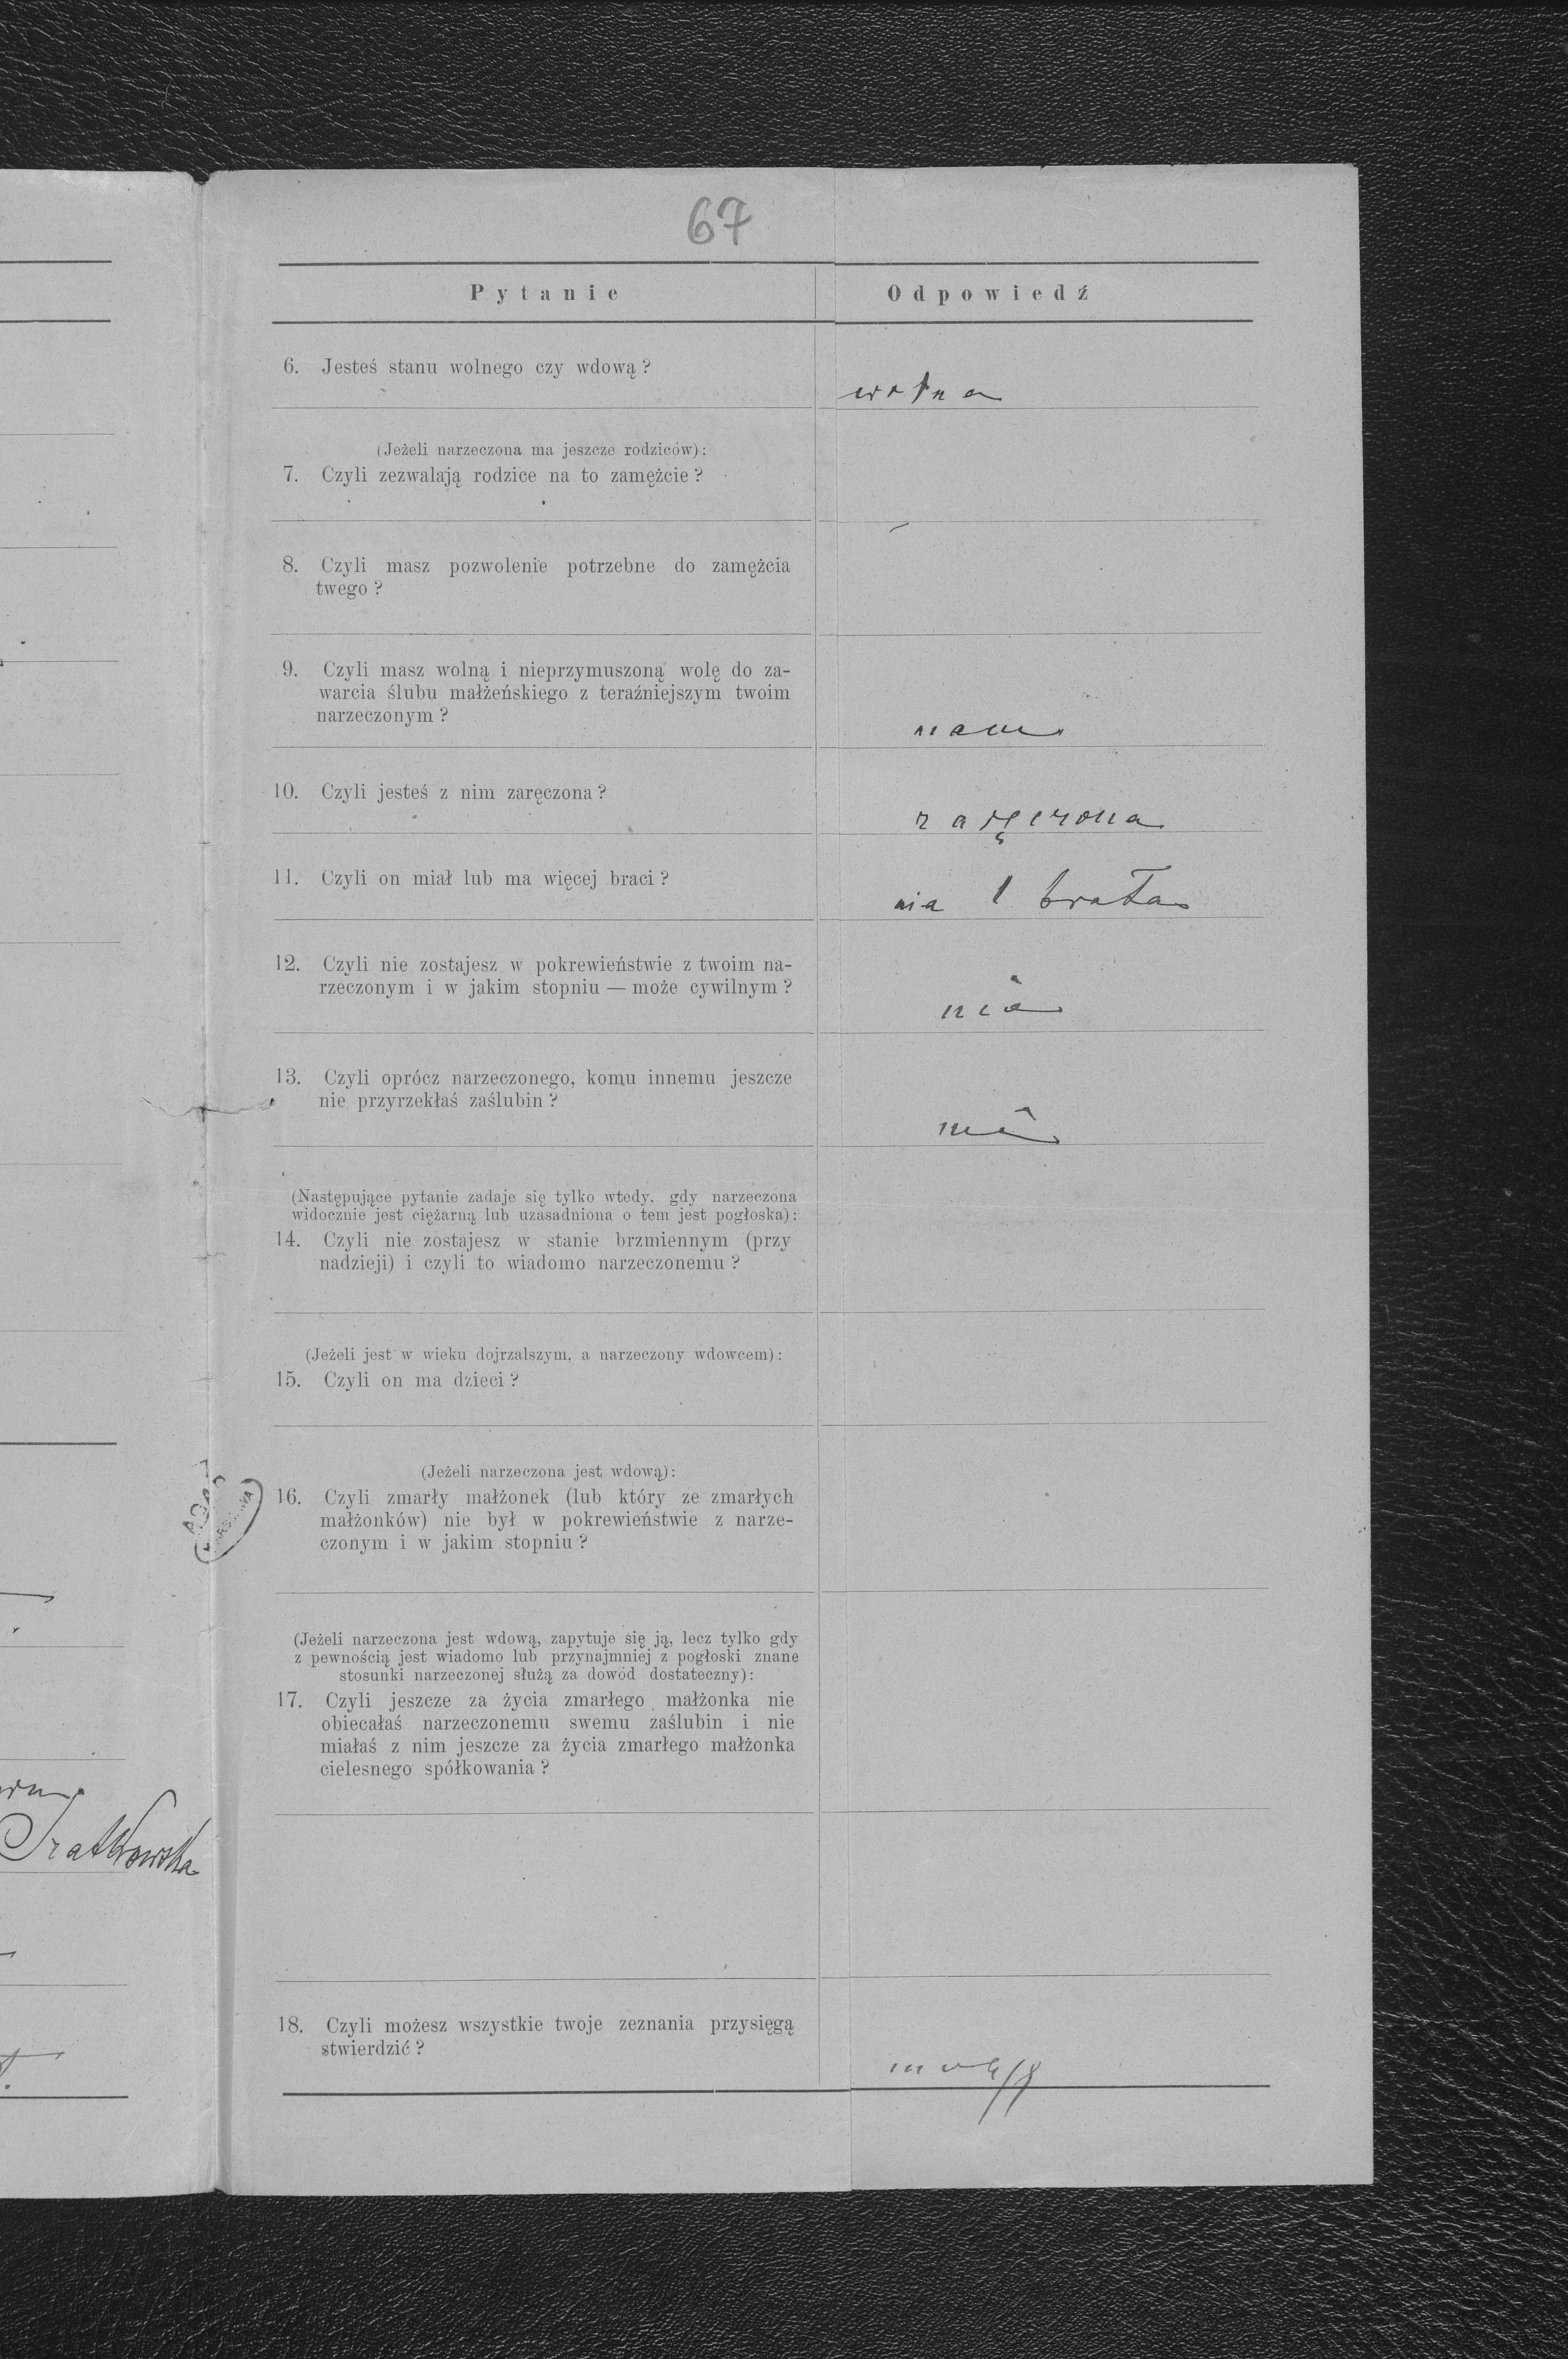 67
Pytanie
Odpowiedź
6. Jesteś stanu wolnego czy wdową?
wolna
(Jeżeli narzeczona ma jeszcze rodziców):
7. Czyli zezwalają rodzice na to zamężcie?
8. Czyli masz pozwolenie potrzebne do zamężcia
twego?
9. Czyli masz wolną i nieprzymuszoną wolę do za-
warcia ślubu małżeńskiego z teraźniejszym twoim
narzeczonym?
mam
10. Czyli jesteś z nim zaręczona?
zaręczona
11. Czyli on miał lub ma więcej braci?
ma 1 brata
12. Czyli nie zostajesz w pokrewieństwie z twoim na-
rzeczonym i w jakim stopniu — może cywilnym?
nie
13. Czyli oprócz narzeczonego, komu innemu jeszcze
nie przyrzekłaś zaślubin?
nie
(Następujące pytanie zadaje się tylko wtedy, gdy narzeczona
widocznie jest ciężarną lub uzasadniona o tem jest pogłoska):
14. Czyli nie zostajesz w stanie brzmiennym (przy
nadzieji) i czyli to wiadomo narzeczonemu?
(Jeżeli jest w wieku dojrzalszym, a narzeczony wdowcem):
15. Czyli on ma dzieci?
(Jeżeli narzeczona jest wdową):
16. Czyli zmarły małżonek (lub który ze zmarłych
małżonków) nie był w pokrewieństwie z narze-
czonym i w jakim stopniu?
(Jeżeli narzeczona jest wdową, zapytuje się ją, lecz tylko gdy
z pewnością jest wiadomo lub przynajmniej z pogłoski znane
stosunki narzeczonej służą za dowód dostateczny):
17. Czyli jeszcze za życia zmarłego małżonka nie
obiecałaś narzeczonemu swemu zaślubin i nie
miałaś z nim jeszcze za życia zmarłego małżonka
cielesnego spółkowania?
18. Czyli możesz wszystkie twoje zeznania przysięgą
stwierdzić?
mogę